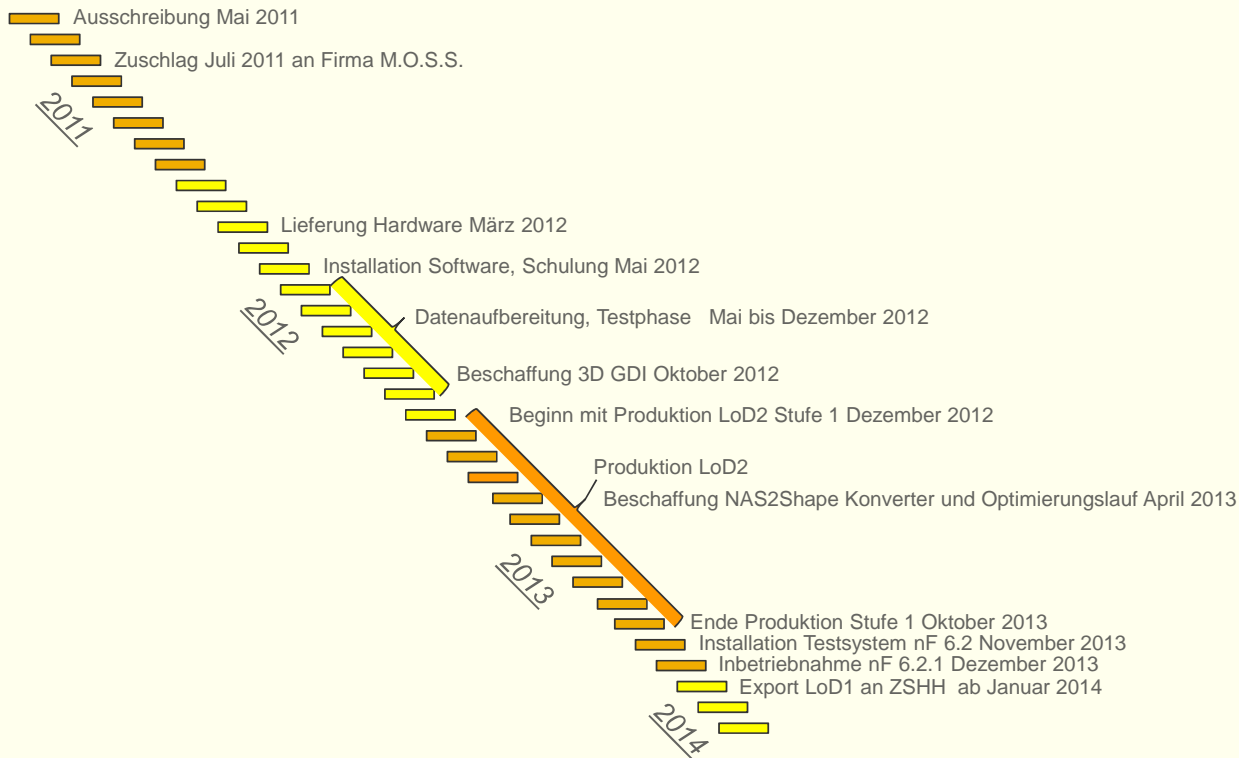 Ausschreibung Mai 2011
Zuschlag Juli 2011 an Firma M.O.S.S.
2011
Lieferung Hardware März 2012
Installation Software, Schulung Mai 2012
2012
Datenaufbereitung, Testphase Mai bis Dezember 2012
Beschaffung 3D GDI Oktober 2012
Beginn mit Produktion LoD2 Stufe 1 Dezember 2012
Produktion LoD2
Beschaffung NAS2Shape Konverter und Optimierungslauf April 2013
2013
Ende Produktion Stufe 1 Oktober 2013
Installation Testsystem nF 6.2 November 2013
Inbetriebnahme nF 6.2.1 Dezember 2013
Export LoD1 an ZSHH ab Januar 2014
2014